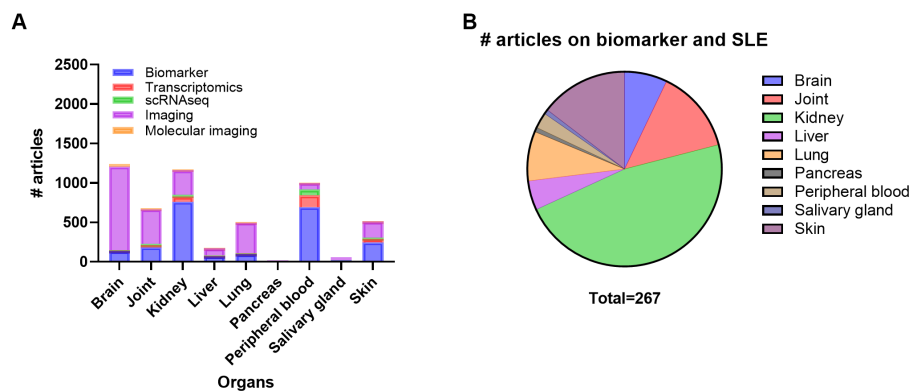 A
2500
2000
1500
1000
500
0
# articles
Biomarker
Transcriptomics
scRNAseq
Imaging
Molecular imaging
Brain
Joint
Kidney
Liver
Lung
Pancreas
Peripheral blood
Salivary gland
Skin
Organs
B
# articles on biomarker and SLE
Brain
Joint
Kidney
Liver
Lung
Pancreas
Peripheral blood
Salivary gland
Skin
Total=267